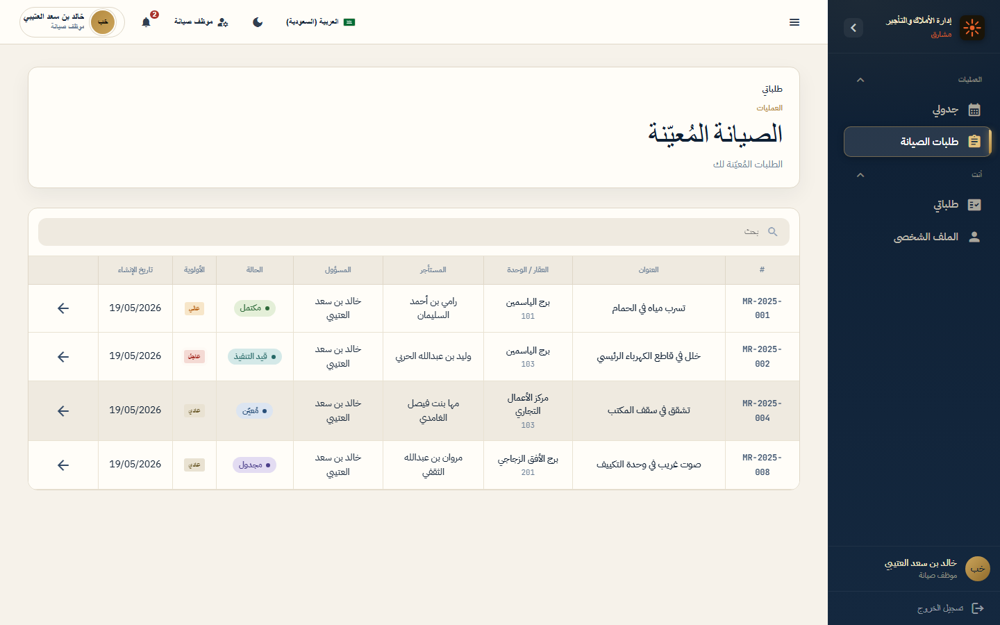 إدارة الأملاك والتأجير
مشارق
العمليات
جدولي
طلبات الصيانة
أنت
طلباتي
الملف الشخصي
خالد بن سعد العتيبي
موظف صيانة
خب
تسجيل الخروج
العربية (السعودية)
موظف صيانة
2
خب
خالد بن سعد العتيبي
موظف صيانة
طلباتي
العمليات
الصيانة المُعيّنة
الطلبات المُعيّنة لك
بحث
# العنوان العقار / الوحدة المستأجر المسؤول الحالة الأولوية تاريخ الإنشاء
MR-2025-001 تسرب مياه في الحمام برج الياسمين 101 رامي بن أحمد السليمان خالد بن سعد العتيبي مكتمل عالي 19/05/2026
MR-2025-002 خلل في قاطع الكهرباء الرئيسي برج الياسمين 103 وليد بن عبدالله الحربي خالد بن سعد العتيبي قيد التنفيذ عاجل 19/05/2026
MR-2025-004 تشقق في سقف المكتب مركز الأعمال التجاري 103 مها بنت فيصل الغامدي خالد بن سعد العتيبي مُعيّن عادي 19/05/2026
MR-2025-008 صوت غريب في وحدة التكييف برج الأفق الزجاجي 201 مروان بن عبدالله الثقفي خالد بن سعد العتيبي مجدول عادي 19/05/2026